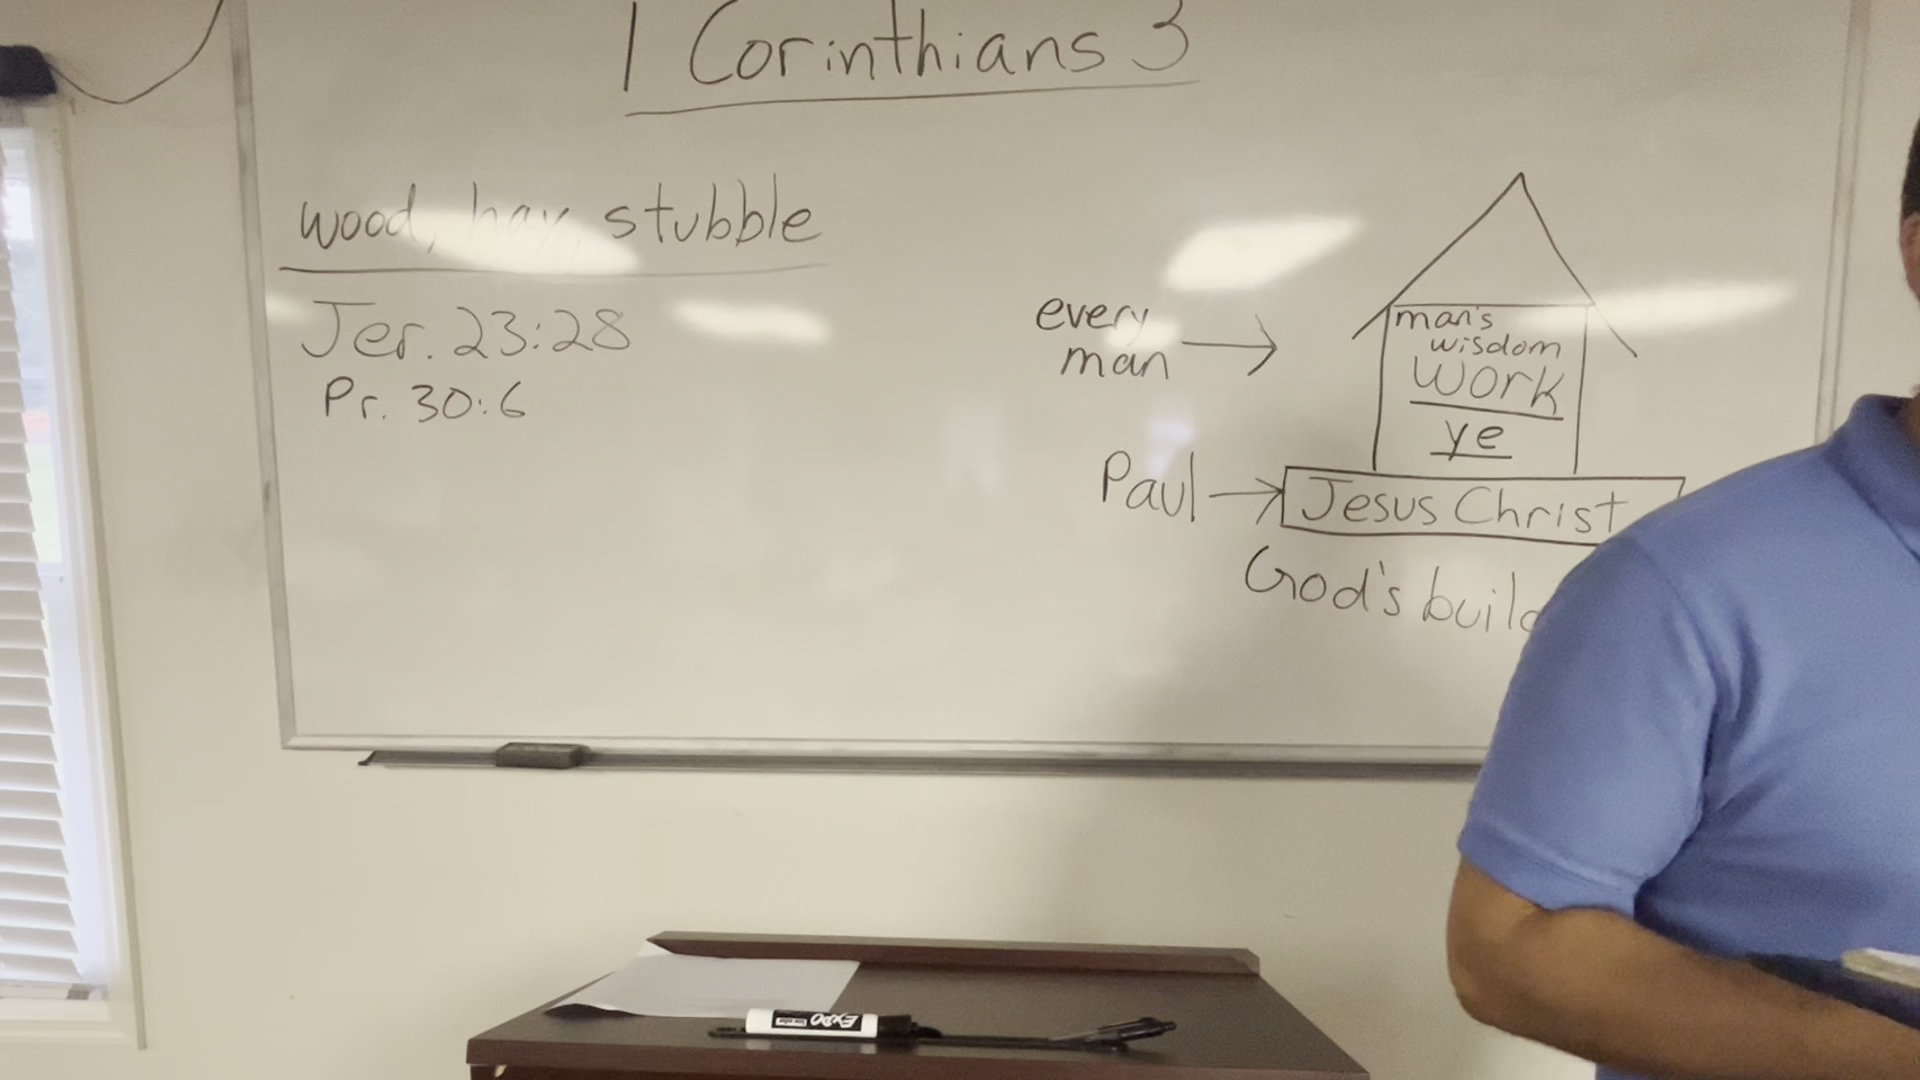 1 Corinthians 3
wood, hay, stubble
Jer. 23:28
Pr. 30:6
every
man
man's
wisdom
work
ye
Paul
Jesus Christ
God's
EXPO